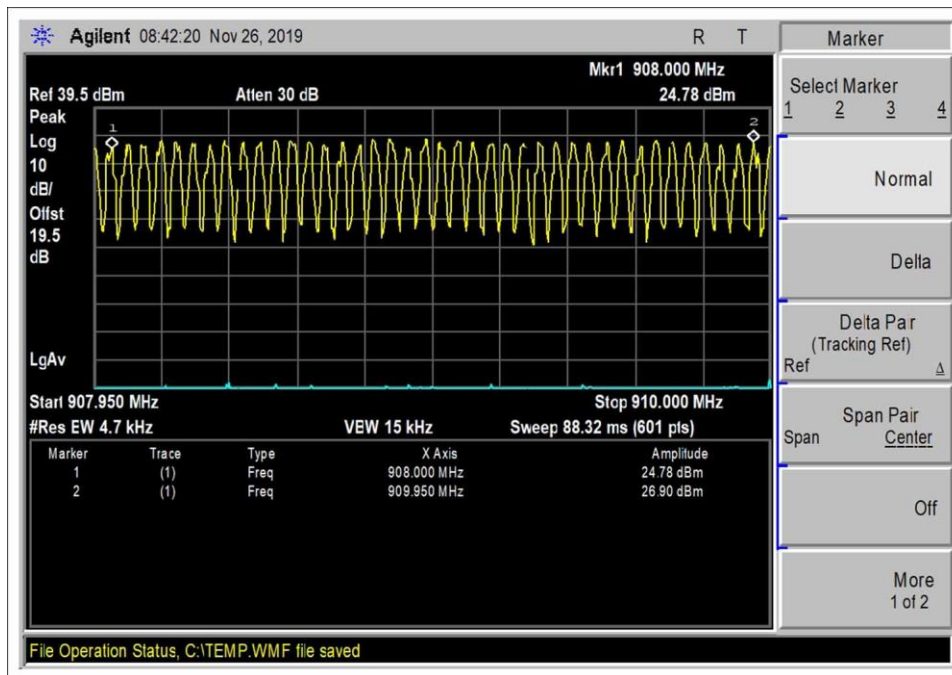 Agilent 08:42:20 Nov 26, 2019 R T
Mkr1 908.000 MHz
Ref 39.5 dBm Atten 30 dB 24.78 dBm
Peak
Log
10
dB/
Offst
19.5
dB
LgAv
1
2
Start 907.950 MHz Stop 910.000 MHz
#Res EW 4.7 kHz VEW 15 kHz Sweep 88.32 ms (601 pts)
Marker Trace Type X Axis Amplitude
1 (1) Freq 908.000 MHz 24.78 dBm
2 (1) Freq 909.950 MHz 26.90 dBm
File Operation Status, C:\TEMP.WMF file saved
Marker
Select Marker
1 2 3 4
Normal
Delta
Delta Pair
(Tracking Ref)
Ref Δ
Span Pair
Span Center
Off
More
1 of 2